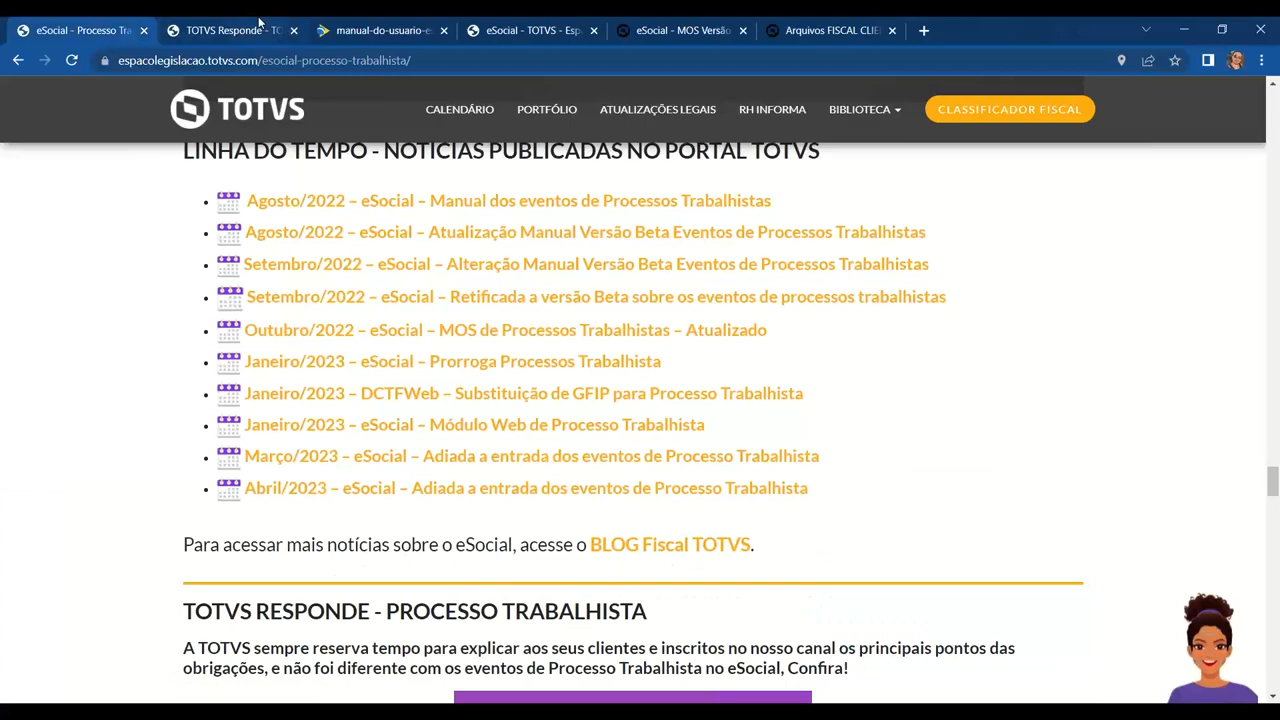 eSocial - Processo Tra
TOTVS Responde - TO
manual-do-usuario-e
eSocial - TOTVS - Esp
eSocial - MOS Versão
Arquivos FISCAL CLIE
espacolegislacao.totvs.com/esocial-processo-trabalhista/
TOTVS
CALENDÁRIO
PORTFÓLIO
ATUALIZAÇÕES LEGAIS
RH INFORMA
BIBLIOTECA
CLASSIFICADOR FISCAL
LINHA DO TEMPO - NOTÍCIAS PUBLICADAS NO PORTAL TOTVS
Agosto/2022 – eSocial – Manual dos eventos de Processos Trabalhistas
Agosto/2022 – eSocial – Atualização Manual Versão Beta Eventos de Processos Trabalhistas
Setembro/2022 – eSocial – Alteração Manual Versão Beta Eventos de Processos Trabalhistas
Setembro/2022 – eSocial – Retificada a versão Beta sobre os eventos de processos trabalhistas
Outubro/2022 – eSocial – MOS de Processos Trabalhistas – Atualizado
Janeiro/2023 – eSocial – Prorroga Processos Trabalhista
Janeiro/2023 – DCTFWeb – Substituição de GFIP para Processo Trabalhista
Janeiro/2023 – eSocial – Módulo Web de Processo Trabalhista
Março/2023 – eSocial – Adiada a entrada dos eventos de Processo Trabalhista
Abril/2023 – eSocial – Adiada a entrada dos eventos de Processo Trabalhista
Para acessar mais notícias sobre o eSocial, acesse o BLOG Fiscal TOTVS.
TOTVS RESPONDE - PROCESSO TRABALHISTA
A TOTVS sempre reserva tempo para explicar aos seus clientes e inscritos no nosso canal os principais pontos das
obrigações, e não foi diferente com os eventos de Processo Trabalhista no eSocial, Confira!